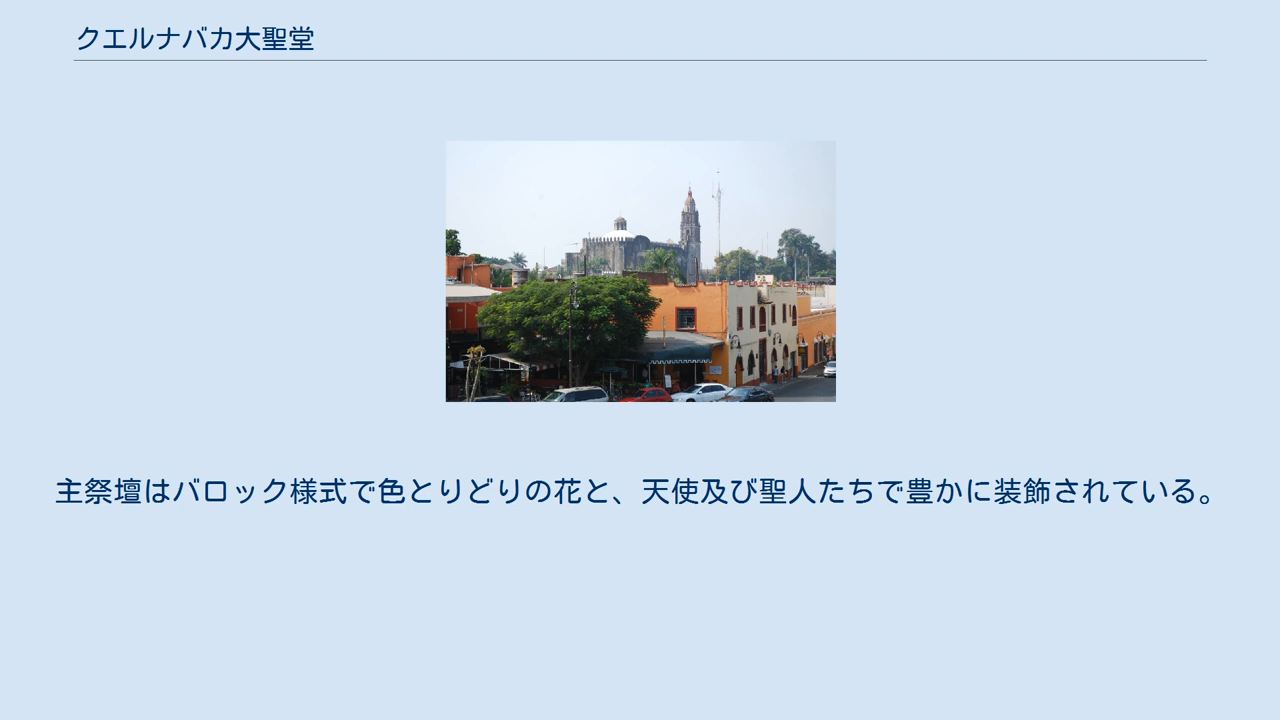 クエルナバカ大聖堂
主祭壇はバロック様式で色とりどりの花と、天使及び聖人たちで豊かに装飾されている。